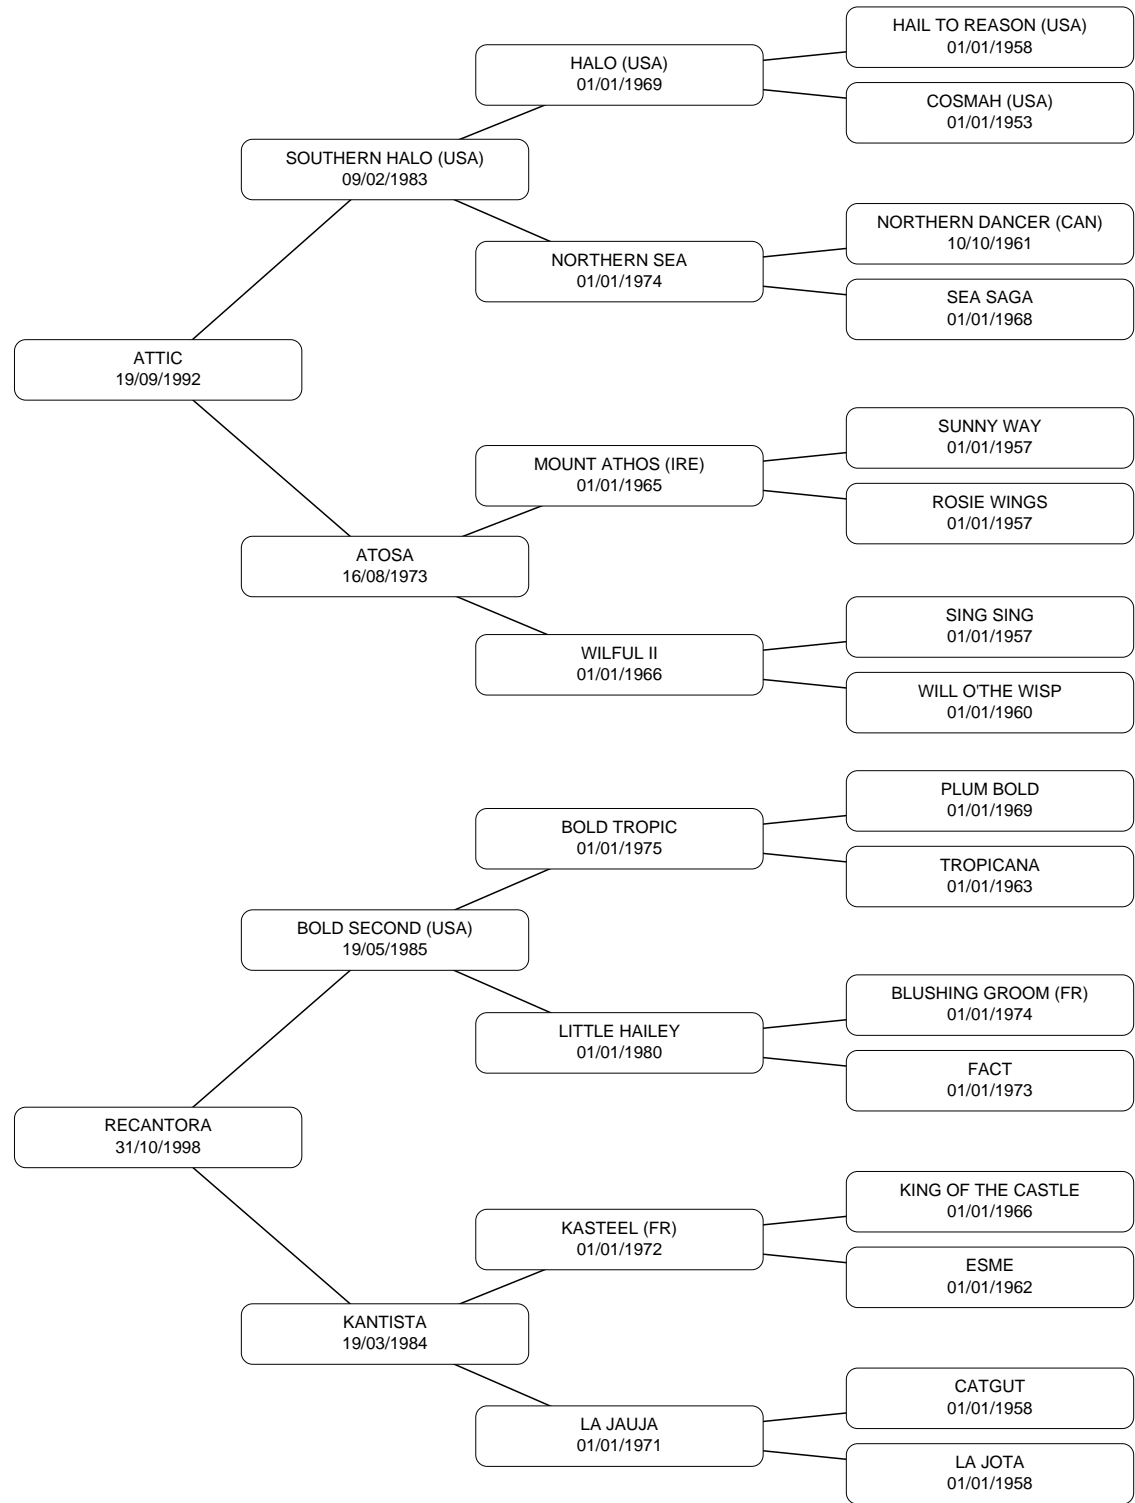 HAIL TO REASON (USA)
01/01/1958
HALO (USA)
01/01/1969
COSMAH (USA)
01/01/1953
SOUTHERN HALO (USA)
09/02/1983
NORTHERN DANCER (CAN)
10/10/1961
NORTHERN SEA
01/01/1974
SEA SAGA
01/01/1968
ATTIC
19/09/1992
SUNNY WAY
01/01/1957
MOUNT ATHOS (IRE)
01/01/1965
ROSIE WINGS
01/01/1957
ATOSA
16/08/1973
SING SING
01/01/1957
WILFUL II
01/01/1966
WILL O'THE WISP
01/01/1960
PLUM BOLD
01/01/1969
BOLD TROPIC
01/01/1975
TROPICANA
01/01/1963
BOLD SECOND (USA)
19/05/1985
BLUSHING GROOM (FR)
01/01/1974
LITTLE HAILEY
01/01/1980
FACT
01/01/1973
RECANTORA
31/10/1998
KING OF THE CASTLE
01/01/1966
KASTEEL (FR)
01/01/1972
ESME
01/01/1962
KANTISTA
19/03/1984
CATGUT
01/01/1958
LA JAUJA
01/01/1971
LA JOTA
01/01/1958